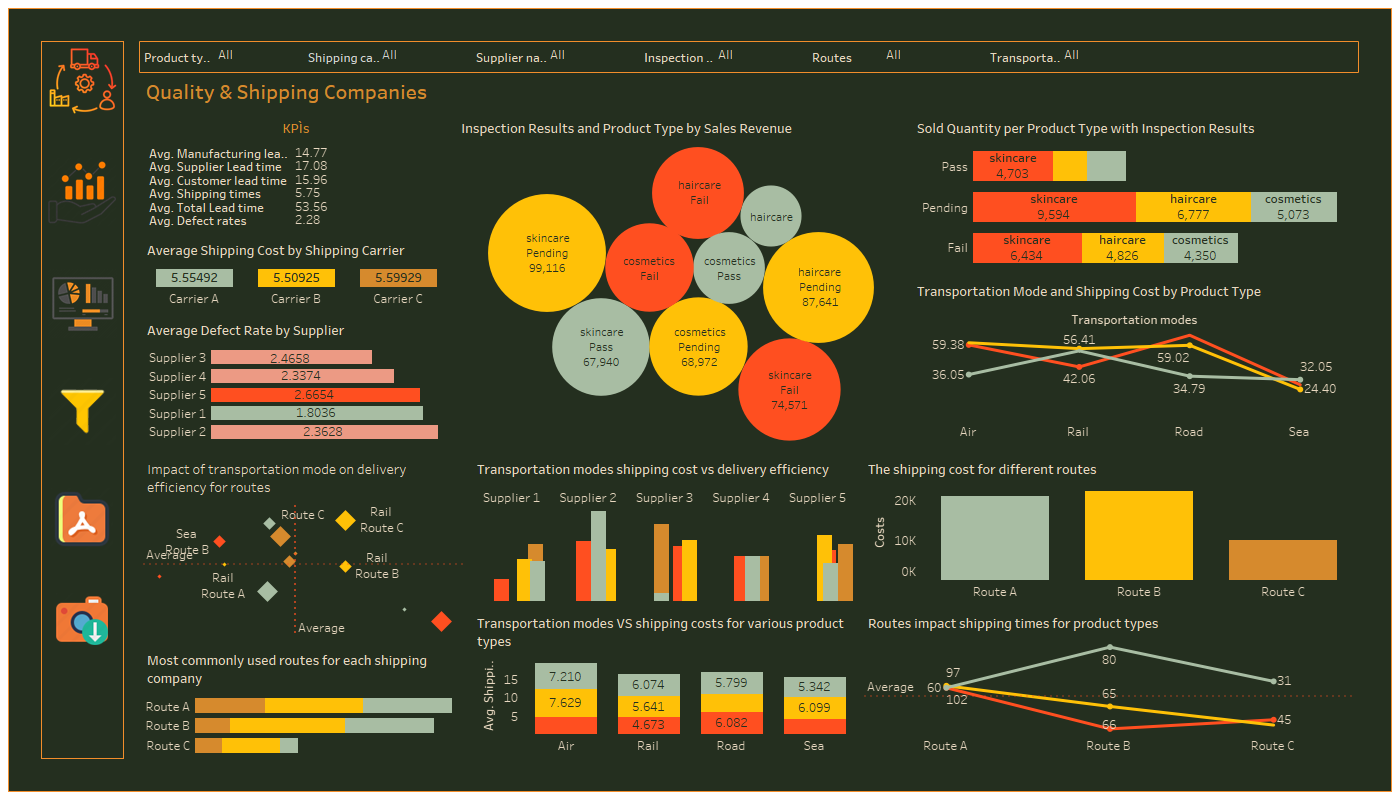 Product ty.. All Shipping ca.. All Supplier na.. All Inspection .. All Routes All Transporta.. All
Quality & Shipping Companies
KPÌs
Avg. Manufacturing lea.. 14.77
Avg. Supplier Lead time 17.08
Avg. Customer lead time 15.96
Avg. Shipping times 5.75
Avg. Total Lead time 53.56
Avg. Defect rates 2.28
Average Shipping Cost by Shipping Carrier
5.55492 5.50925 5.59929
Carrier A Carrier B Carrier C
Average Defect Rate by Supplier
Supplier 3 2.4658
Supplier 4 2.3374
Supplier 5 2.6654
Supplier 1 1.8036
Supplier 2 2.3628
Inspection Results and Product Type by Sales Revenue
haircare
Fail
haircare
skincare
Pending
99,116
cosmetics
Fail
cosmetics
Pass
haircare
Pending
87,641
skincare
Pass
67,940
cosmetics
Pending
68,972
skincare
Fail
74,571
Sold Quantity per Product Type with Inspection Results
Pass
skincare
4,703
Pending
skincare haircare cosmetics
9,594 6,777 5,073
Fail
skincare haircare cosmetics
6,434 4,826 4,350
Transportation Mode and Shipping Cost by Product Type
Transportation modes
59.38
36.05
56.41
42.06
59.02
34.79
32.05
24.40
Air Rail Road Sea
Impact of transportation mode on delivery
efficiency for routes
Route C
Rail
Route C
Sea
Route B
Average
Rail
Route B
Rail
Route A
Average
Transportation modes shipping cost vs delivery efficiency
Supplier 1 Supplier 2 Supplier 3 Supplier 4 Supplier 5
The shipping cost for different routes
Costs
20K
10K
0K
Route A Route B Route C
Most commonly used routes for each shipping
company
Route A
Route B
Route C
Transportation modes VS shipping costs for various product
types
Avg. Shippi..
15
10
5
7.210 6.074 5.799 5.342
7.629 5.641 6.099
4.673 6.082
Air Rail Road Sea
Routes impact shipping times for product types
Average
97
60
102
80
65
66
31
45
Route A Route B Route C